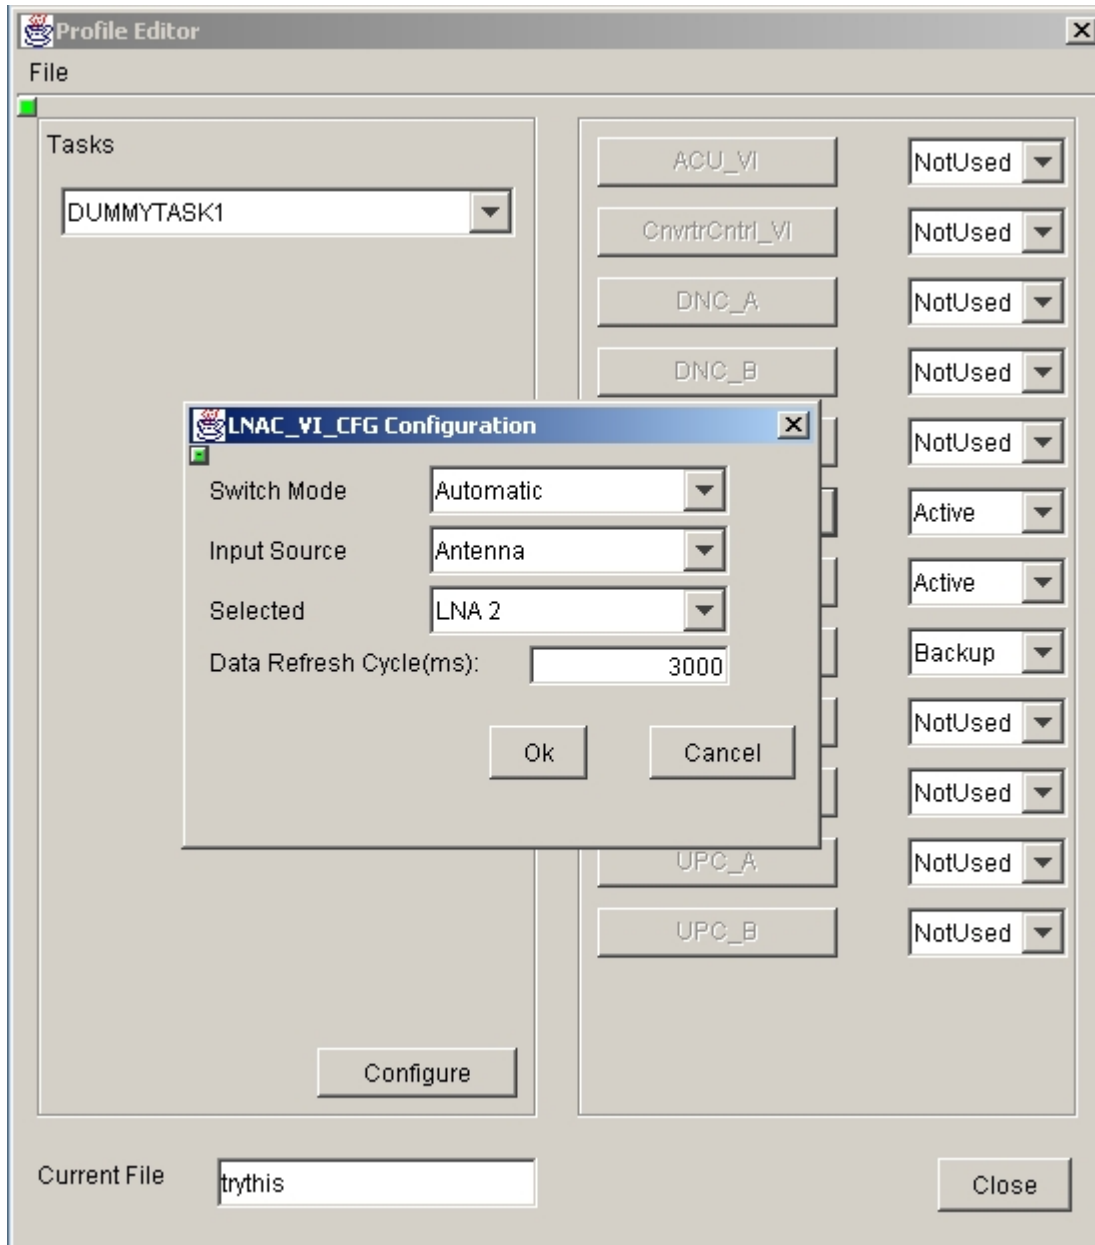 Profile Editor
File
Tasks
DUMMYTASK1
ACU_VI NotUsed
CnvrtrCntrl_VI NotUsed
DNC_A NotUsed
DNC_B NotUsed
NotUsed
Active
Active
Backup
NotUsed
NotUsed
UPC_A NotUsed
UPC_B NotUsed
LNAC_VI_CFG Configuration
Switch Mode Automatic
Input Source Antenna
Selected LNA 2
Data Refresh Cycle(ms): 3000
Ok Cancel
Configure
Current File trythis
Close